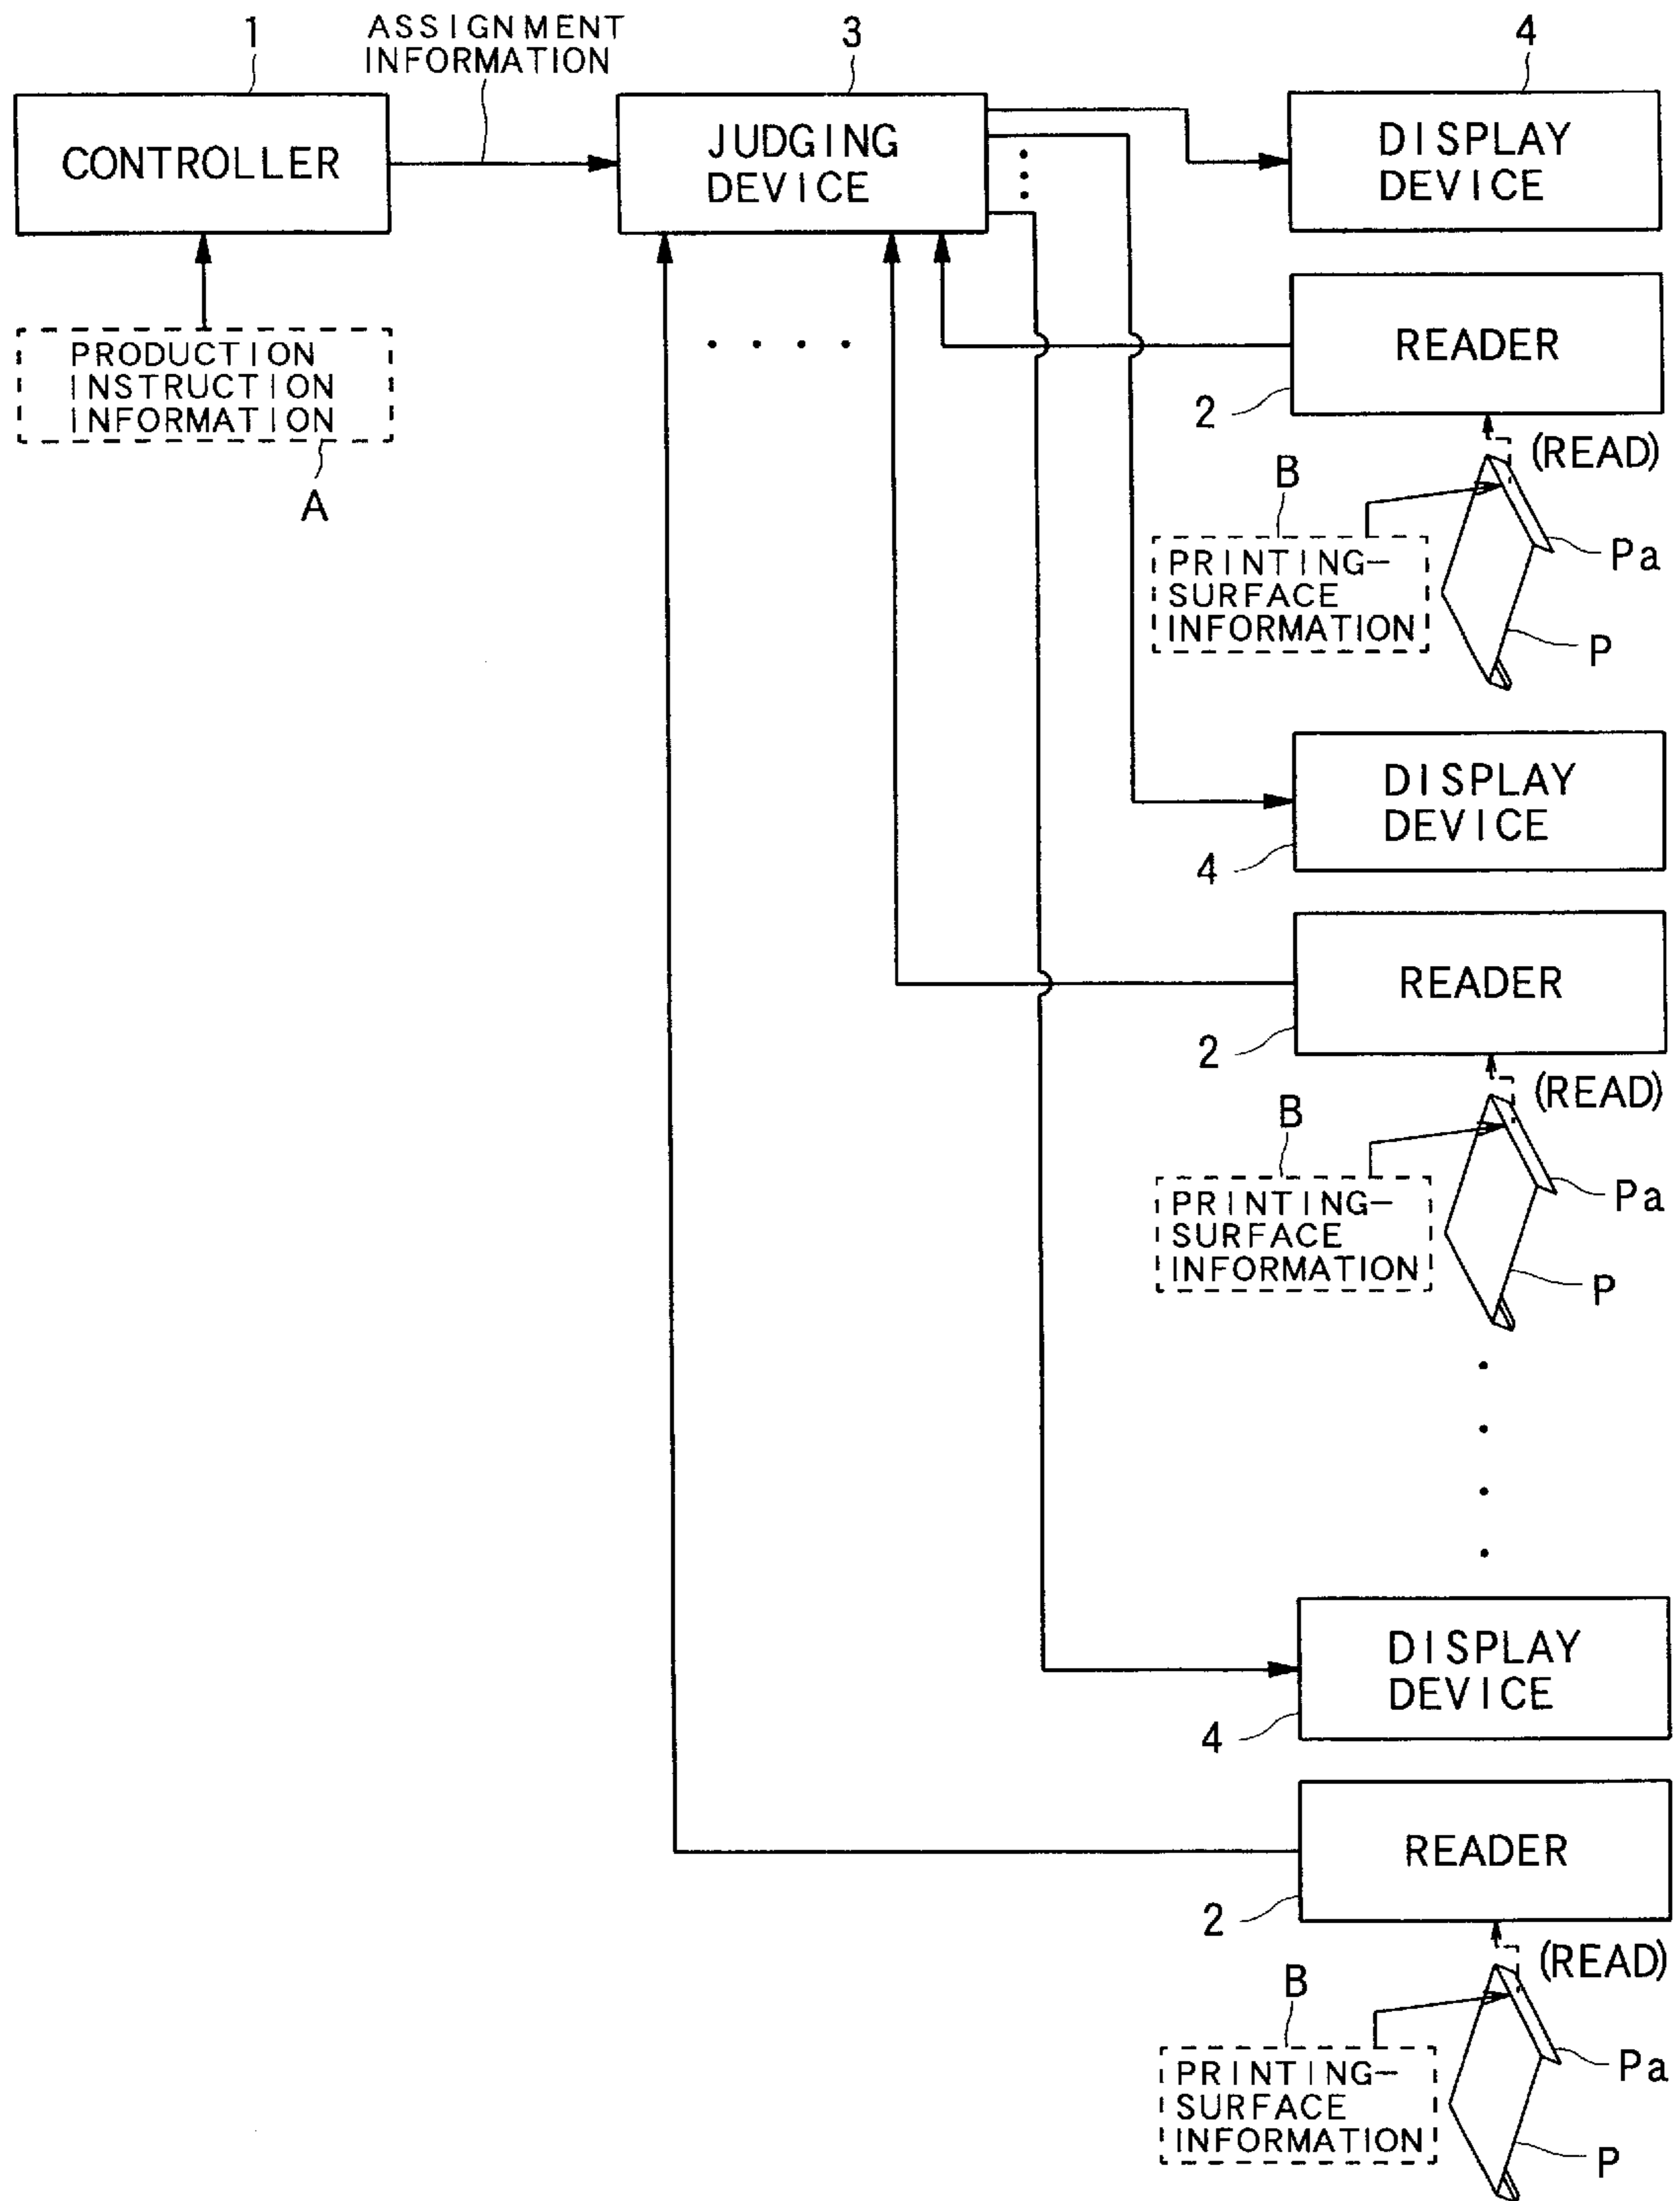 1
ASSIGNMENT
INFORMATION
3
4
CONTROLLER
JUDGING
DEVICE
DISPLAY
DEVICE
PRODUCTION
INSTRUCTION
INFORMATION
A
READER
2
(READ)
B
PRINTING-
SURFACE
INFORMATION
Pa
P
DISPLAY
DEVICE
4
READER
2
(READ)
B
PRINTING-
SURFACE
INFORMATION
Pa
P
DISPLAY
DEVICE
4
READER
2
(READ)
B
PRINTING-
SURFACE
INFORMATION
Pa
P